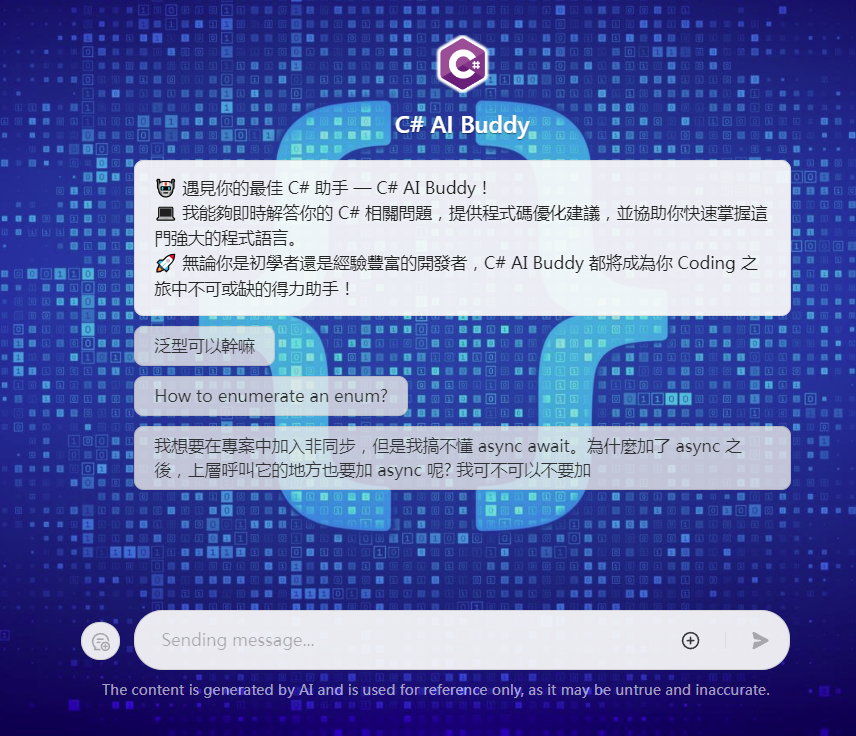 C#
C# AI Buddy
🤖 遇見你的最佳 C# 助手 — C# AI Buddy！
💻 我能夠即時解答你的 C# 相關問題，提供程式碼優化建議，並協助你快速掌握這
門強大的程式語言。
🚀 無論你是初學者還是經驗豐富的開發者，C# AI Buddy 都將成為你 Coding 之
旅中不可或缺的得力助手！
泛型可以幹嘛
How to enumerate an enum?
我想要在專案中加入非同步，但是我搞不懂 async await。為什麼加了 async 之
後，上層呼叫它的地方也要加 async 呢? 我可不可以不要加
Sending message...
The content is generated by AI and is used for reference only, as it may be untrue and inaccurate.